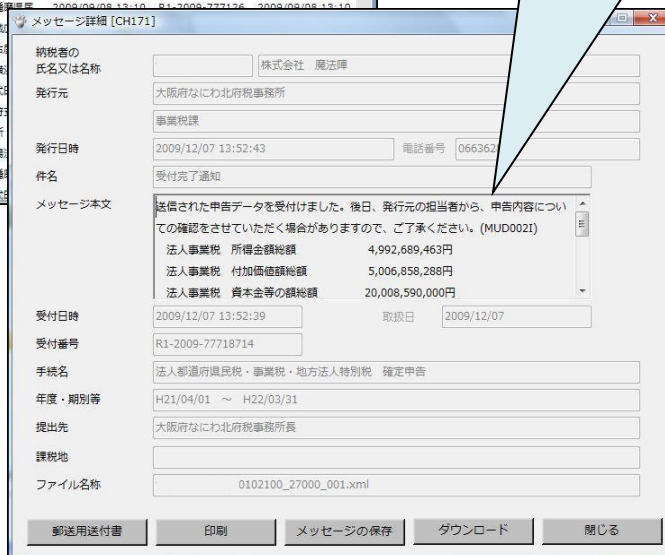 2009/09/08 13:10 R1-2009-777126 2009/09/08 13:10
メッセージ詳細 [CH171]
納税者の
氏名又は名称
株式会社 魔法陣
発行元
大阪府なにわ北府税事務所
事業税課
発行日時 2009/12/07 13:52:43 電話番号
件名 受付完了通知
メッセージ本文 送信された申告データを受付けました。後日、発行元の担当者から、申告内容につい
ての確認をさせていただく場合がありますので、ご了承ください。(MUD002I)
法人事業税 所得金額総額 4,992,689,463円
法人事業税 付加価値額総額 5,006,858,288円
法人事業税 資本金等の額総額 20,008,590,000円
受付日時 2009/12/07 13:52:39 取扱日 2009/12/07
受付番号 R1-2009-77718714
手続名 法人都道府県民税・事業税・地方法人特別税 確定申告
年度・期別等 H21/04/01 ~ H22/03/31
提出先 大阪府なにわ北府税事務所長
課税地
ファイル名称 0102100_27000_001.xml
郵送用送付書 印刷 メッセージの保存 ダウンロード 閉じる